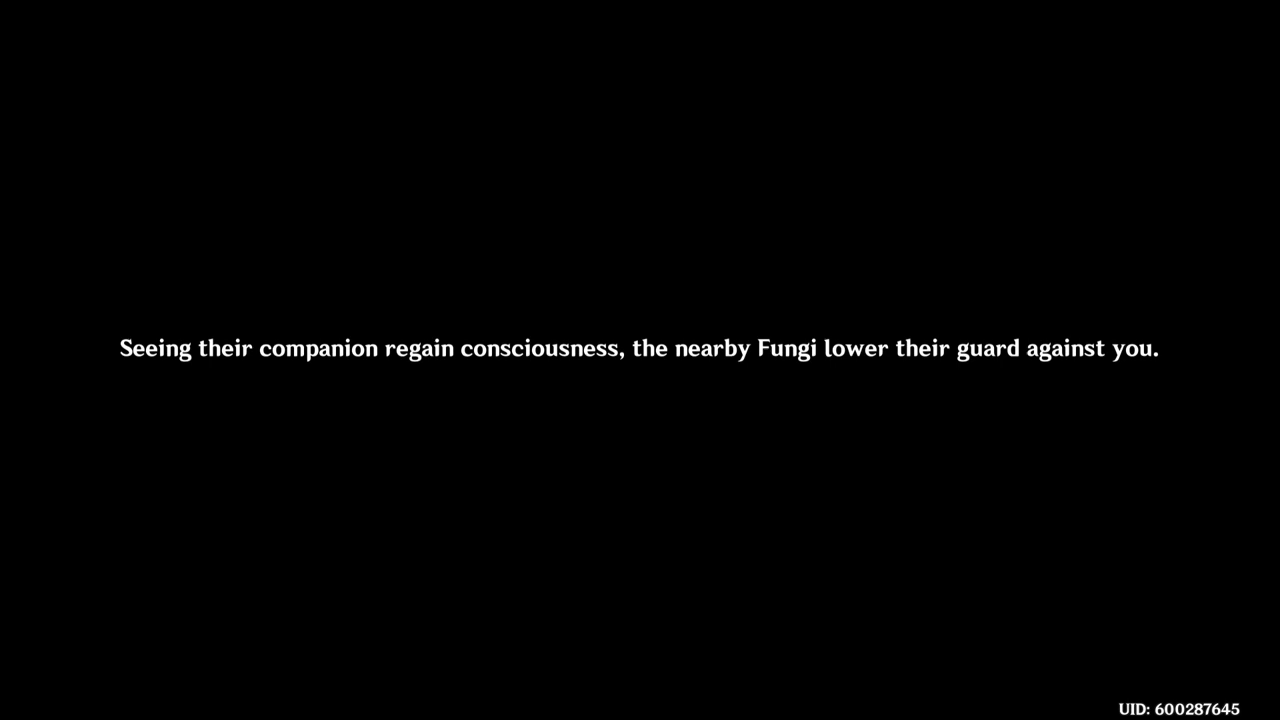 Seeing their companion regain consciousness, the nearby Fungi lower their guard against you.
UID: 600287645